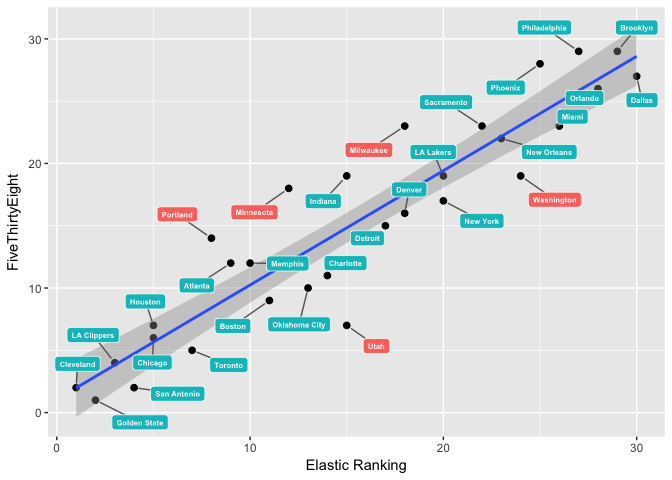 Philadelphia
Brooklyn
30
Phoenix
Orlando
Dallas
Sacramento
Miami
Milwaukee
LA Lakers
New Orleans
20
Denver
Washington
Indiana
Minnesota
Portland
New York
Detroit
FiveThirtyEight
Memphis
Charlotte
Atlanta
10
Houston
Oklahoma City
Boston
LA Clippers
Utah
Cleveland
Chicago
Toronto
San Antonio
Golden State
0
0
10
20
30
Elastic Ranking